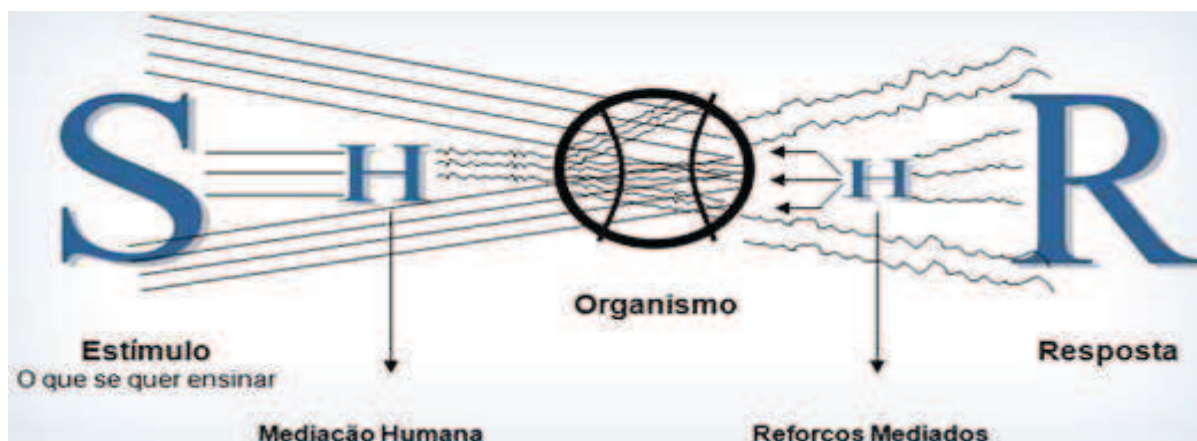 S
H
H
R
Organismo
Estímulo
O que se quer ensinar
Resposta
Mediação Humana
Reforços Mediados